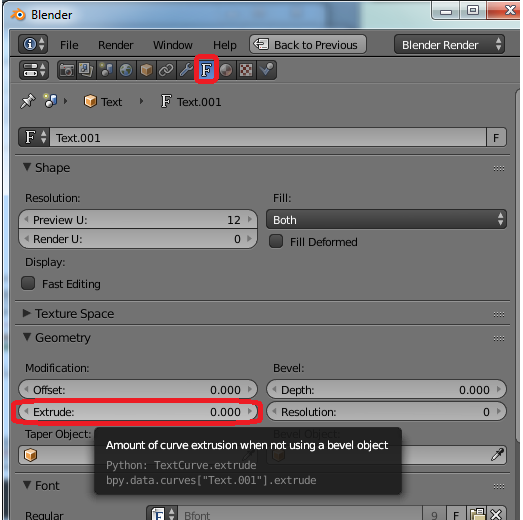 Blender
File Render Window Help Back to Previous Blender Render
F
Text Text.001
F Text.001 F
Shape
Resolution: Fill:
Preview U: 12 Both
Render U: 0 Fill Deformed
Display:
Fast Editing
Texture Space
Geometry
Modification: Bevel:
Offset: 0.000 Depth: 0.000
Extrude: 0.000 Resolution: 0
Taper Object: Bevel Object:
Amount of curve extrusion when not using a bevel object
Python: TextCurve.extrude
bpy.data.curves["Text.001"].extrude
Font
Regular Bfont 9 F